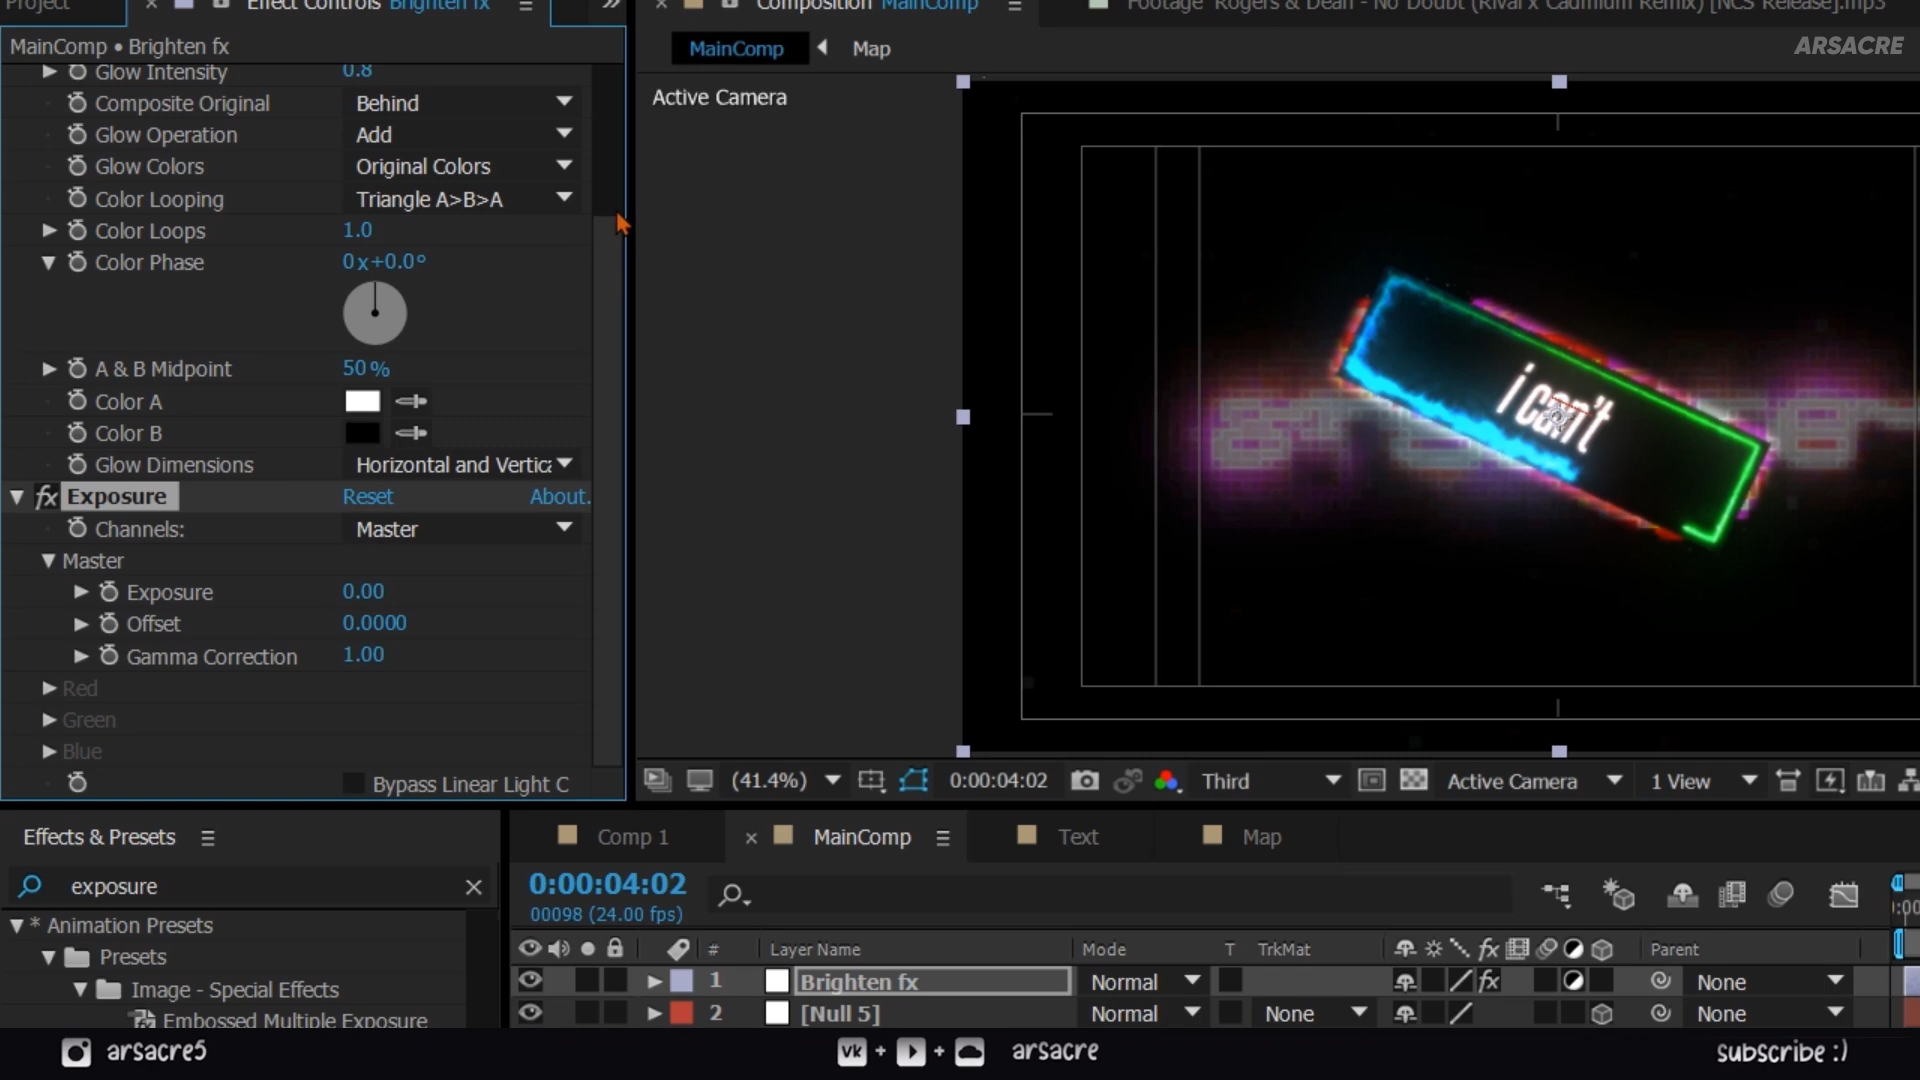 Project
Effect Controls Brighten fx
Composition MainComp
Footage Rogers & Dean - No Doubt (Rival x Cadmium Remix) [NCS Release].mp3
MainComp • Brighten fx
MainComp
Map
ARSACRE
Active Camera
Glow Intensity 0.8
Composite Original Behind
Glow Operation Add
Glow Colors Original Colors
Color Looping Triangle A>B>A
Color Loops 1.0
Color Phase 0x+0.0°
A & B Midpoint 50%
Color A
Color B
Glow Dimensions Horizontal and Vertica
fx Exposure Reset About.
Channels: Master
Master
Exposure 0.00
Offset 0.0000
Gamma Correction 1.00
Red
Green
Blue
Bypass Linear Light C
i can't
(41.4%) 0:00:04:02 Third Active Camera 1 View
Effects & Presets
exposure
* Animation Presets
Presets
Image - Special Effects
Embossed Multiple Exposure
Comp 1 MainComp Text Map
0:00:04:02
00098 (24.00 fps)
# Layer Name Mode T TrkMat fx Parent
1 Brighten fx Normal fx None
2 [Null 5] Normal None None
arsacre5
vk + + arsacre
subscribe :)